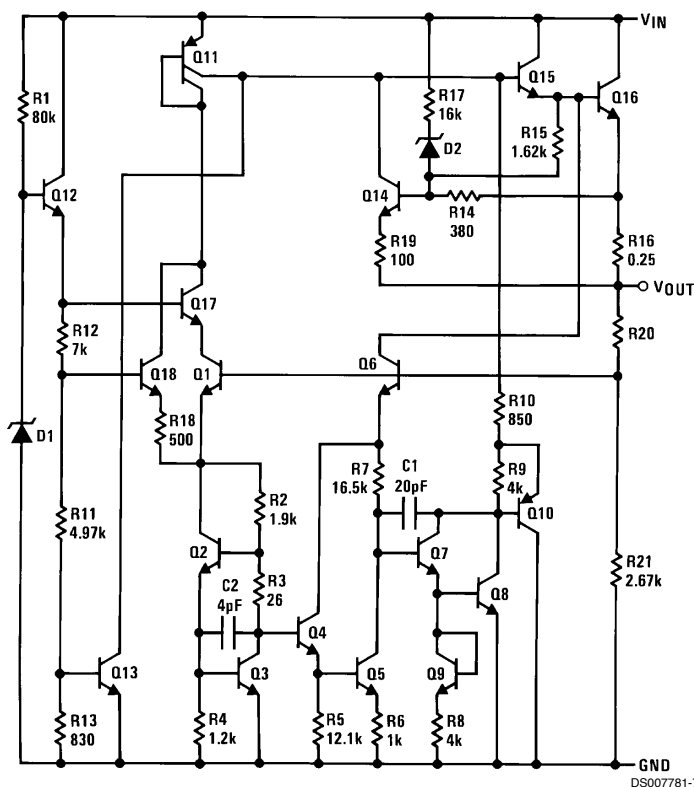 VIN
Q11
R1
80k
R17
16k
Q15
Q16
D2
R15
1.62k
Q12
Q14
R14
380
R19
100
R16
0.25
VOUT
Q17
R12
7k
R20
Q6
Q18
Q1
R10
850
R18
500
D1
R7
16.5k
C1
20pF
R9
4k
Q10
R2
1.9k
R11
4.97k
Q2
Q7
R21
2.67k
C2
4pF
R3
26
Q8
Q4
Q13
Q3
Q5
Q9
R13
830
R4
1.2k
R5
12.1k
R6
1k
R8
4k
GND